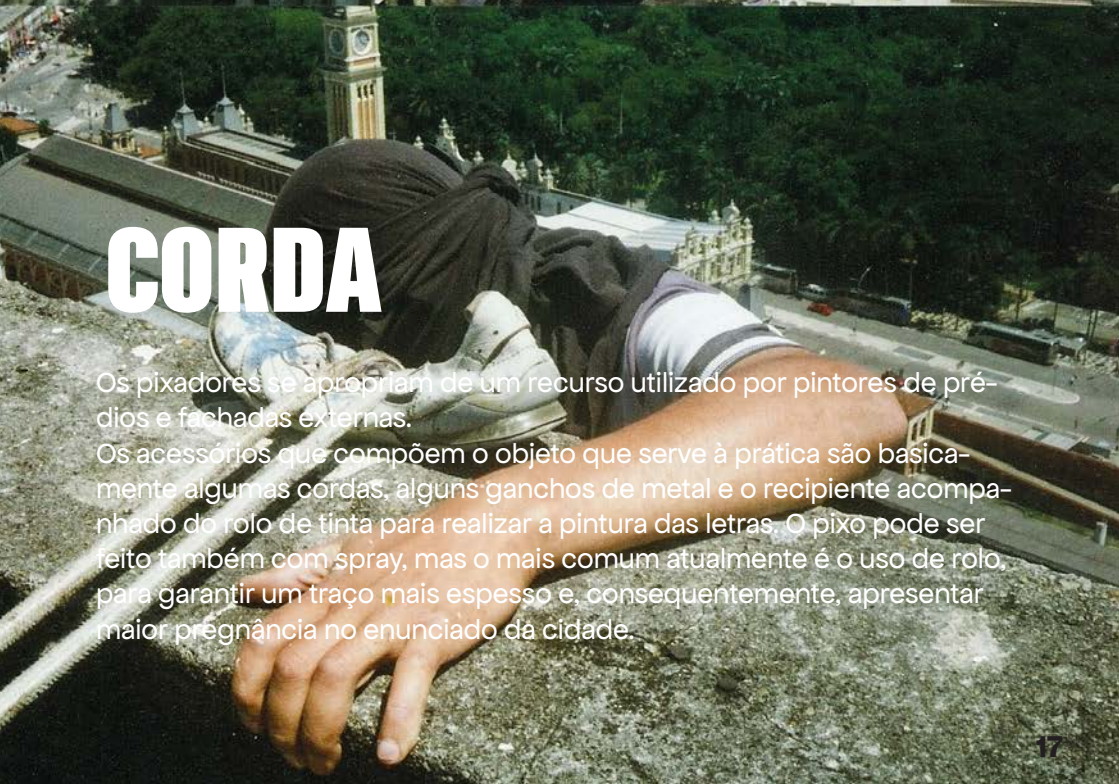 CORDA
Os pixadores se apropriam de um recurso utilizado por pintores de pré-
dios e fachadas externas.
Os acessórios que compõem o objeto que serve à prática são basica-
mente algumas cordas, alguns ganchos de metal e o recipiente acompa-
nhado do rolo de tinta para realizar a pintura das letras. O pixo pode ser
feito também com spray, mas o mais comum atualmente é o uso de rolo,
para garantir um traço mais espesso e, consequentemente, apresentar
maior pregnância no enunciado da cidade.
17